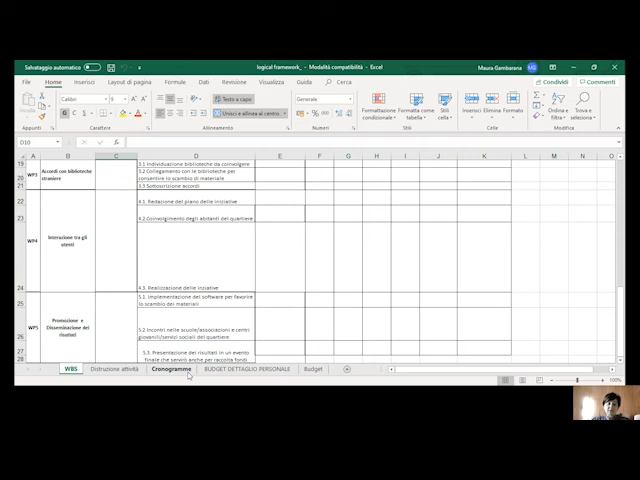 Salvataggio automatico
logical framework_ - Modalità compatibilità - Excel
Maura Gambarana MG
File Home Inserisci Layout di pagina Formule Dati Revisione Visualizza Guida Cerca
Condividi Commenti
Incolla
Calibri 9
Testo a capo
Generale
G C S
Unisci e allinea al centro
Formattazione condizionale
Formatta come tabella
Stili cella
Inserisci Elimina Formato
Ordina e filtra
Trova e seleziona
Appunti Carattere Allineamento Numeri Stili Celle Modifica
D10
A B C D E F G H I J K L M N O
19 3.1 Individuazione biblioteche da coinvolgere
WP3 Accordi con biblioteche straniere
20 3.2 Collegamento con le biblioteche per consentire lo scambio di materiale
21 3.3 Sottoscrizione accordi
22 4.1. Redazione del piano delle iniziative
23 4.2.Coinvolgimento degli abitanti del quartiere
WP4 Interazione tra gli utenti
24 4.3. Realizzazione delle inziative
25 5.1. Implementazione del software per favorire lo scambio dei materiali
WP5 Promozione e Disseminazione dei risultati
26 5.2 Incontri nelle scuole/associazioni e centri giovanili/servizi sociali del quartiere
27 5.3. Presentazione dei risultati in un evento
28 finale che servirà anche per raccolta fondi
WBS Distruzione attività Cronogramme BUDGET DETTAGLIO PERSONALE Budget
100%